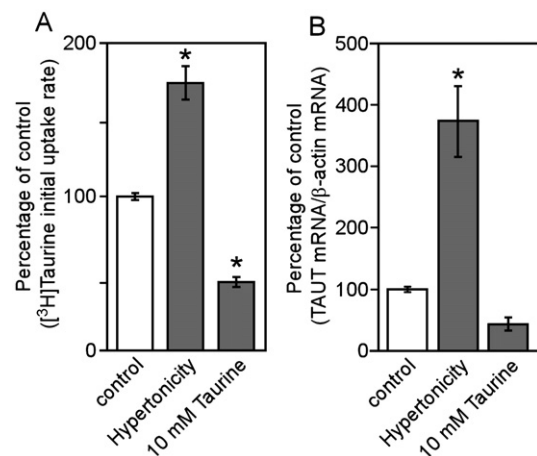 A
Percentage of control
([³H]Taurine initial uptake rate)
200
100
0
*
*
control
Hypertonicity
10 mM Taurine
B
Percentage of control
(TAUT mRNA/β-actin mRNA)
500
400
300
200
100
0
*
control
Hypertonicity
10 mM Taurine